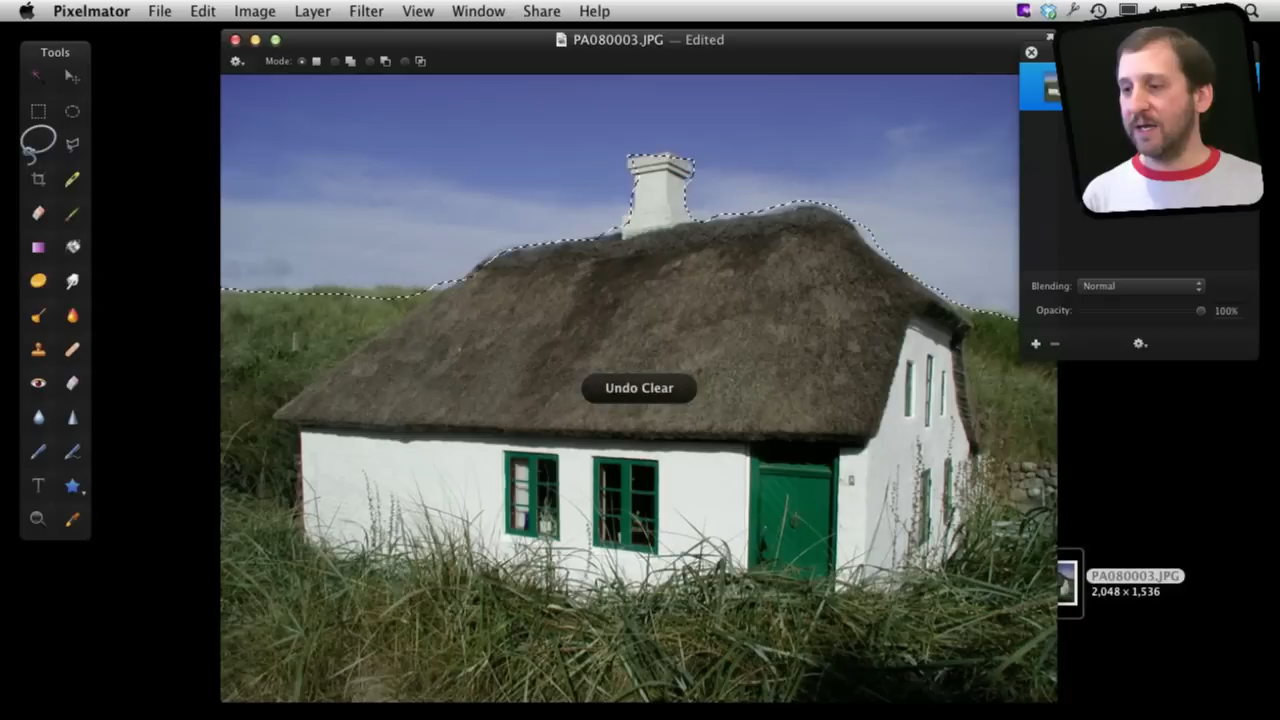 Pixelmator File Edit Image Layer Filter View Window Share Help
Tools
PA080003.JPG — Edited
Mode:
Undo Clear
Blending: Normal
Opacity: 100%
PA080003.JPG
2,048 × 1,536
T